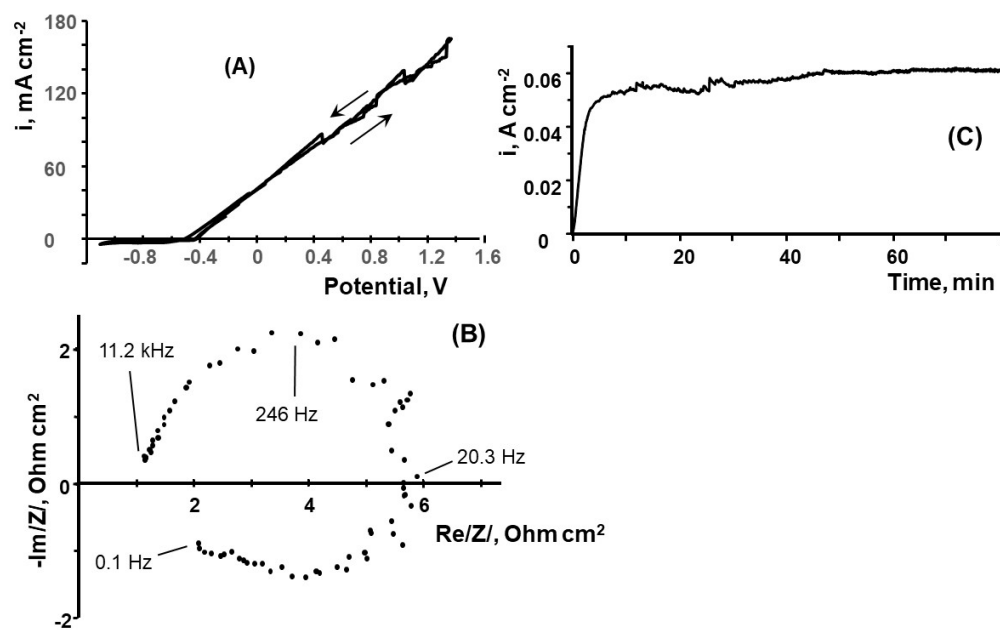 180
120
60
0
i, mA cm-2
(A)
-0.8
-0.4
0
0.4
0.8
1.2
1.6
Potential, V
0.06
0.04
0.02
0
i, A cm-2
(C)
0
20
40
60
Time, min
(B)
2
0
-2
-Im/Z/, Ohm cm2
11.2 kHz
246 Hz
20.3 Hz
2
4
6
Re/Z/, Ohm cm2
0.1 Hz